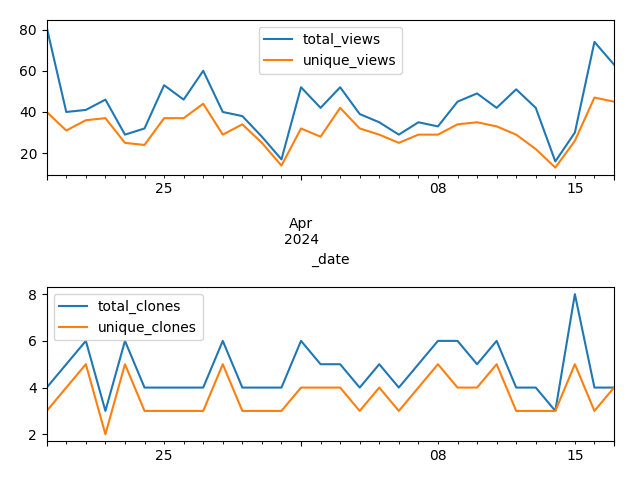 total_views
unique_views
80
60
40
20
25
08
15
Apr
2024
_date
total_clones
unique_clones
8
6
4
2
25
08
15